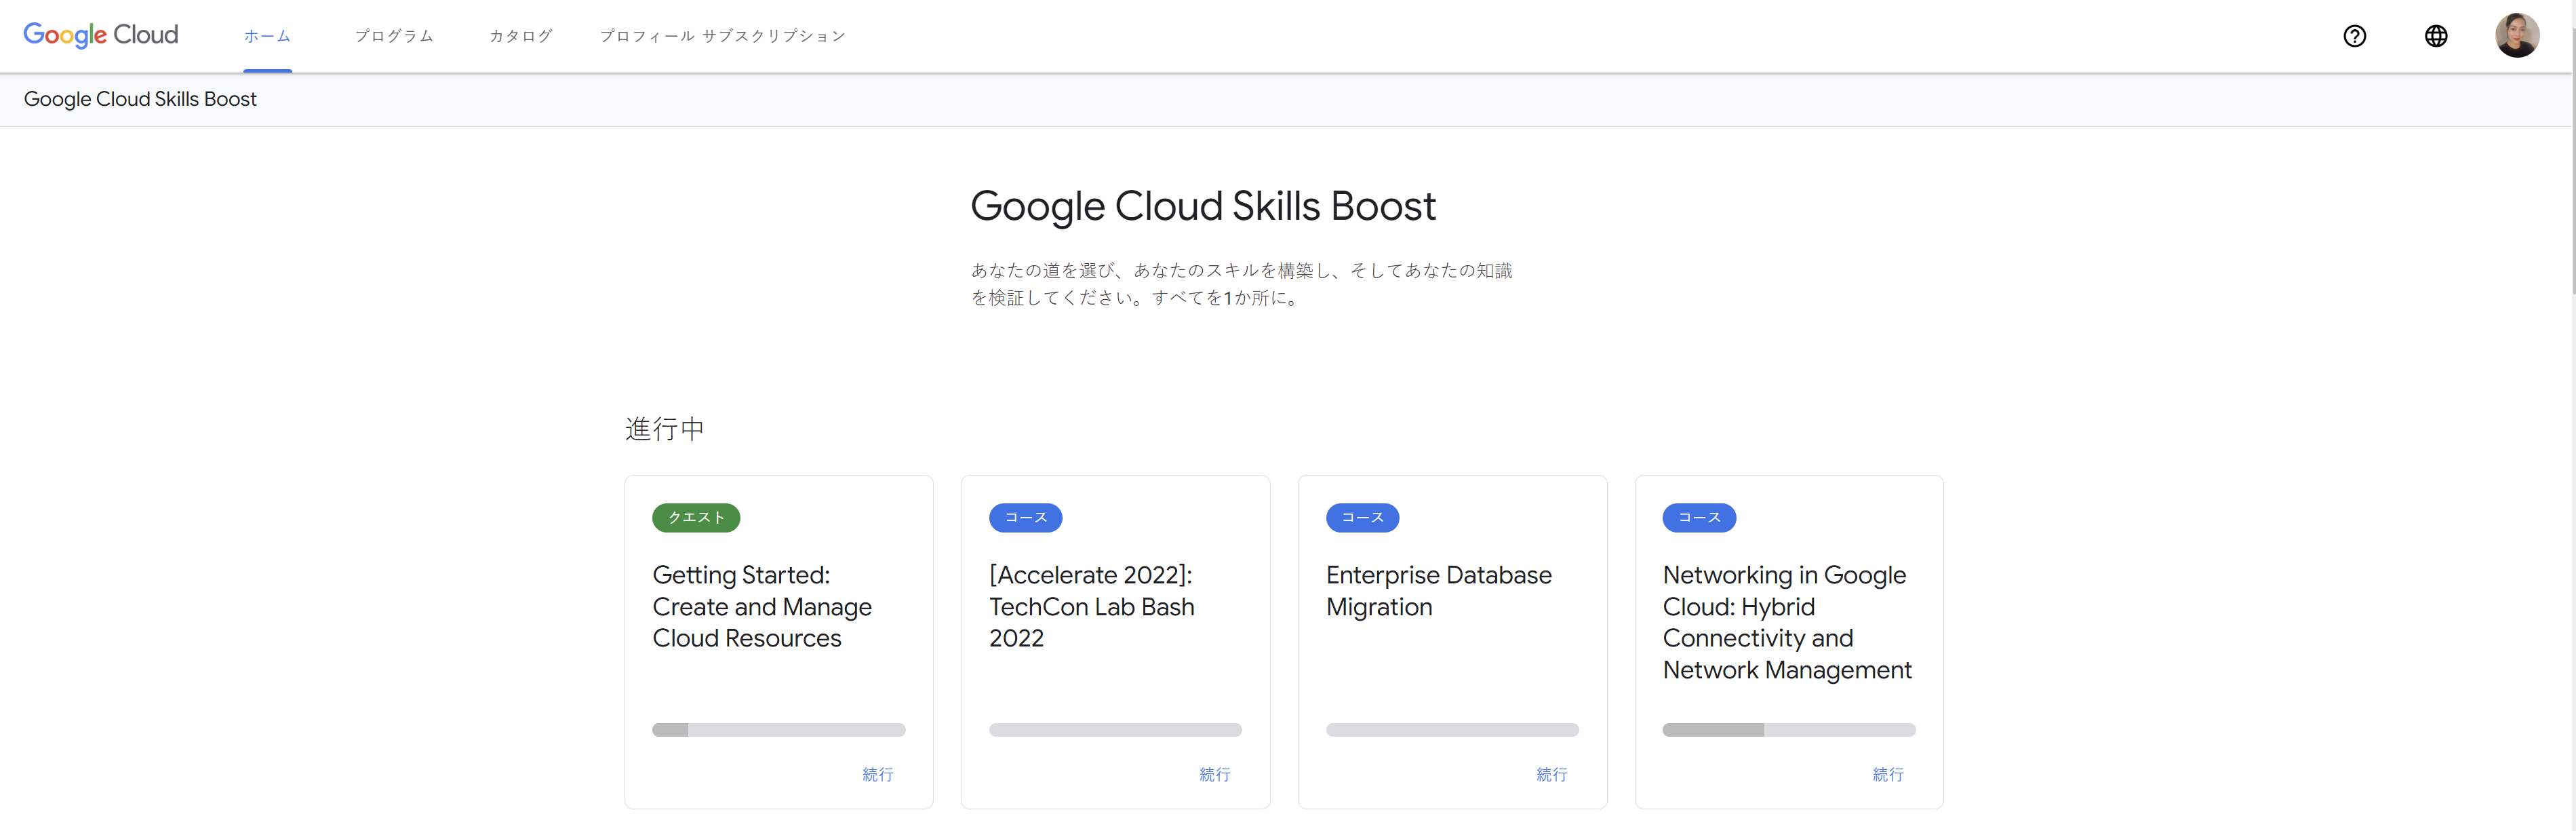 Google Cloud
ホーム
プログラム
カタログ
プロフィール サブスクリプション
Google Cloud Skills Boost
Google Cloud Skills Boost
あなたの道を選び、あなたのスキルを構築し、そしてあなたの知識
を検証してください。すべてを1か所に。
進行中
クエスト
Getting Started:
Create and Manage
Cloud Resources
続行
コース
[Accelerate 2022]:
TechCon Lab Bash
2022
続行
コース
Enterprise Database
Migration
続行
コース
Networking in Google
Cloud: Hybrid
Connectivity and
Network Management
続行